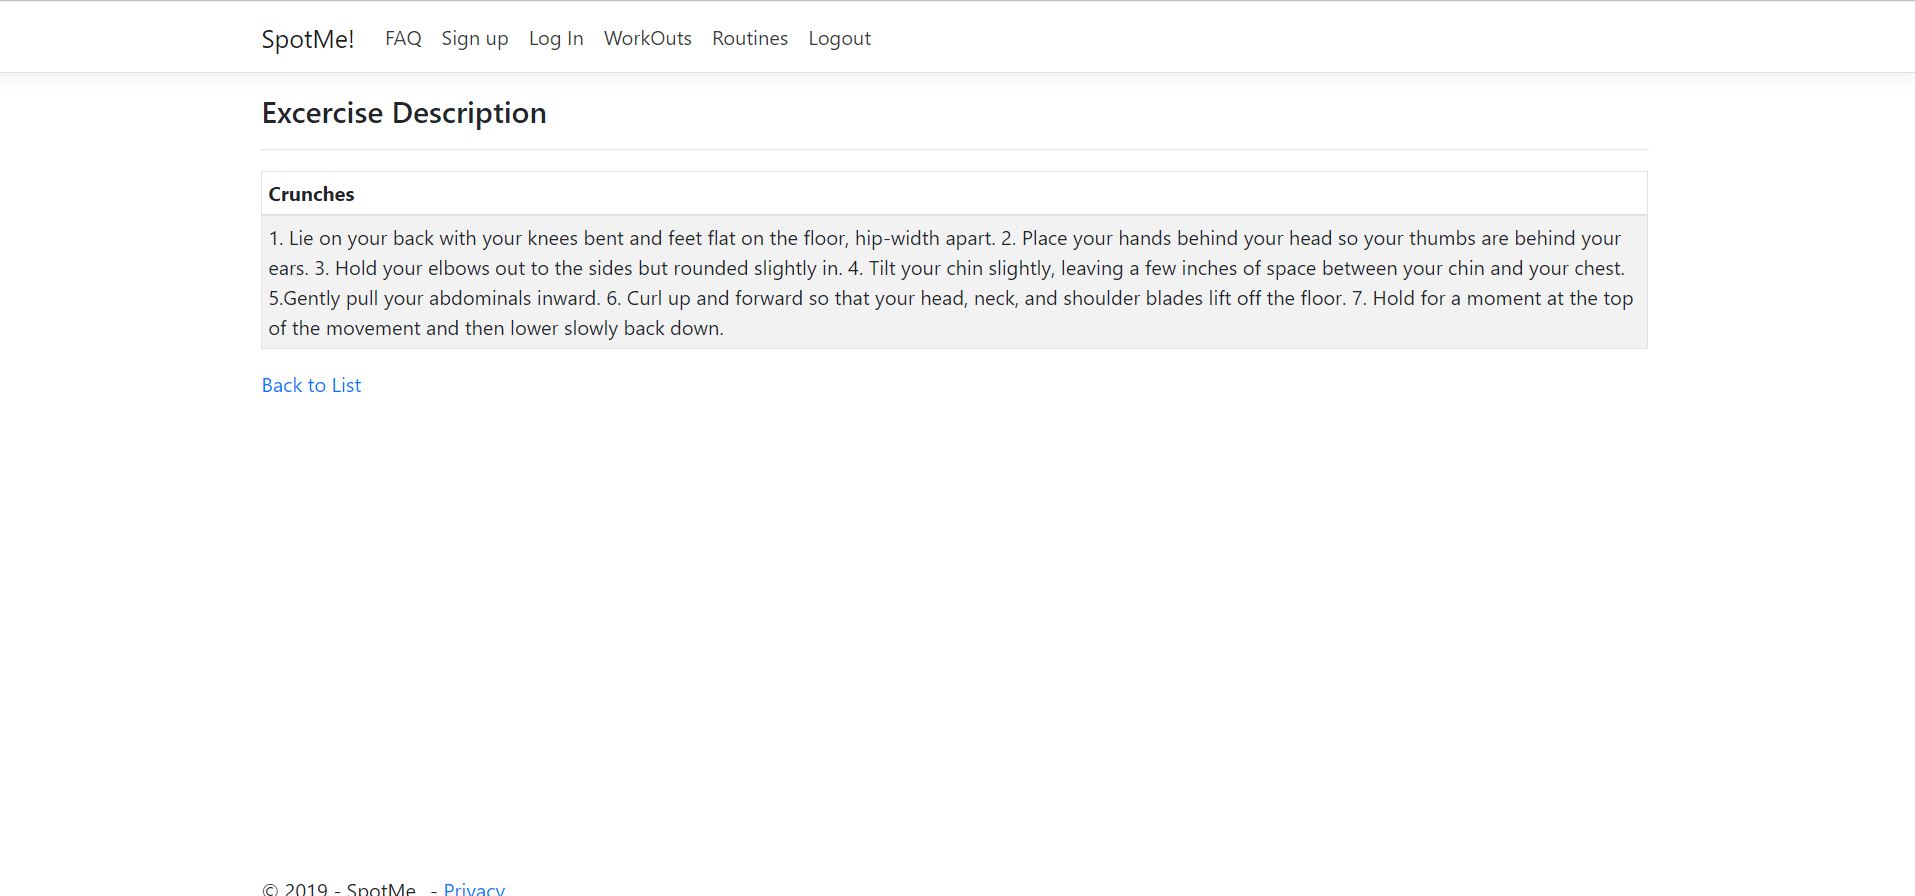 SpotMe! FAQ Sign up Log In WorkOuts Routines Logout
Excercise Description
Crunches
1. Lie on your back with your knees bent and feet flat on the floor, hip-width apart. 2. Place your hands behind your head so your thumbs are behind your
ears. 3. Hold your elbows out to the sides but rounded slightly in. 4. Tilt your chin slightly, leaving a few inches of space between your chin and your chest.
5.Gently pull your abdominals inward. 6. Curl up and forward so that your head, neck, and shoulder blades lift off the floor. 7. Hold for a moment at the top
of the movement and then lower slowly back down.
Back to List
© 2019 - SpotMe - Privacy